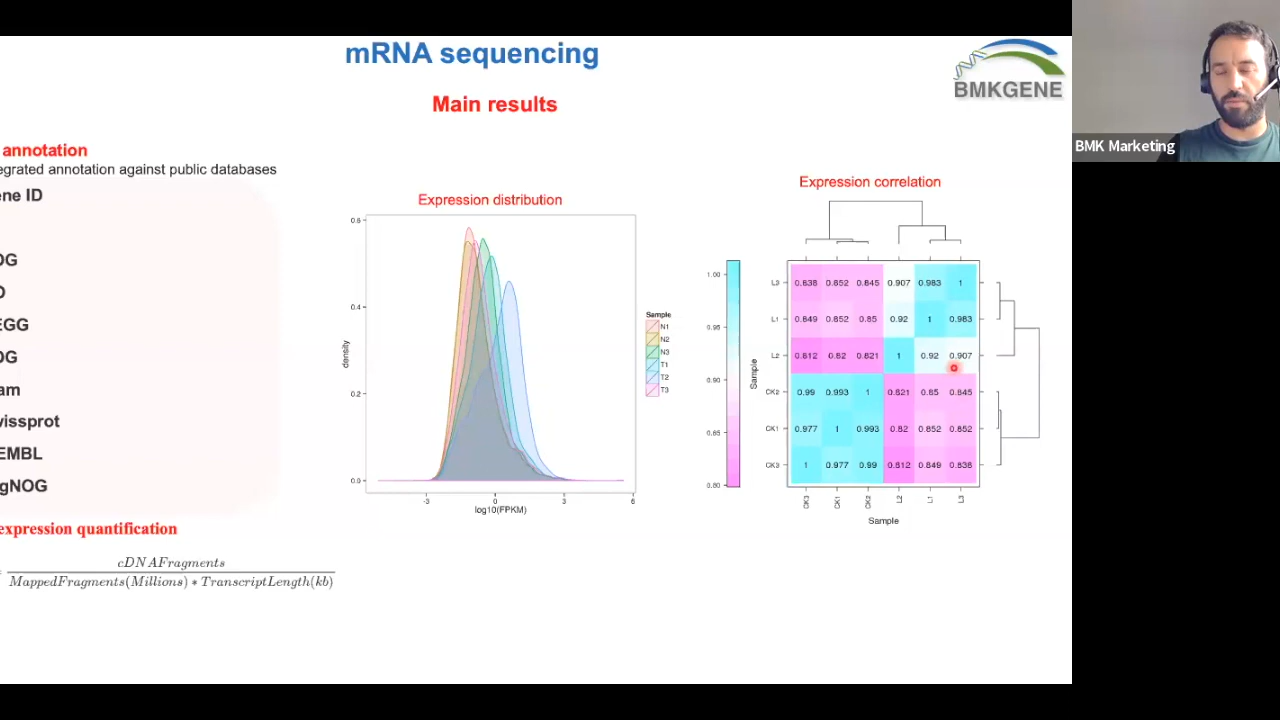 mRNA sequencing
BMKGENE
Main results
BMK Marketing
annotation
egrated annotation against public databases
ene ID
OG
O
EGG
OG
am
vissprot
EMBL
gNOG
expression quantification
cDNAFragments
MappedFragments(Millions) * TranscriptLength(kb)
Expression distribution
0.6
0.4
0.2
0.0
density
-3 0 3 6
log10(FPKM)
Sample
N1
N2
N3
T1
T2
T3
Expression correlation
1.00
0.95
0.90
0.85
0.80
Sample
L3 0.838 0.852 0.845 0.907 0.983 1
L1 0.849 0.852 0.85 0.92 1 0.983
L2 0.812 0.82 0.821 1 0.92 0.907
CK2 0.99 0.993 1 0.821 0.85 0.845
CK1 0.977 1 0.993 0.82 0.852 0.852
CK3 1 0.977 0.99 0.812 0.849 0.838
CK3 CK1 CK2 L2 L1 L3
Sample